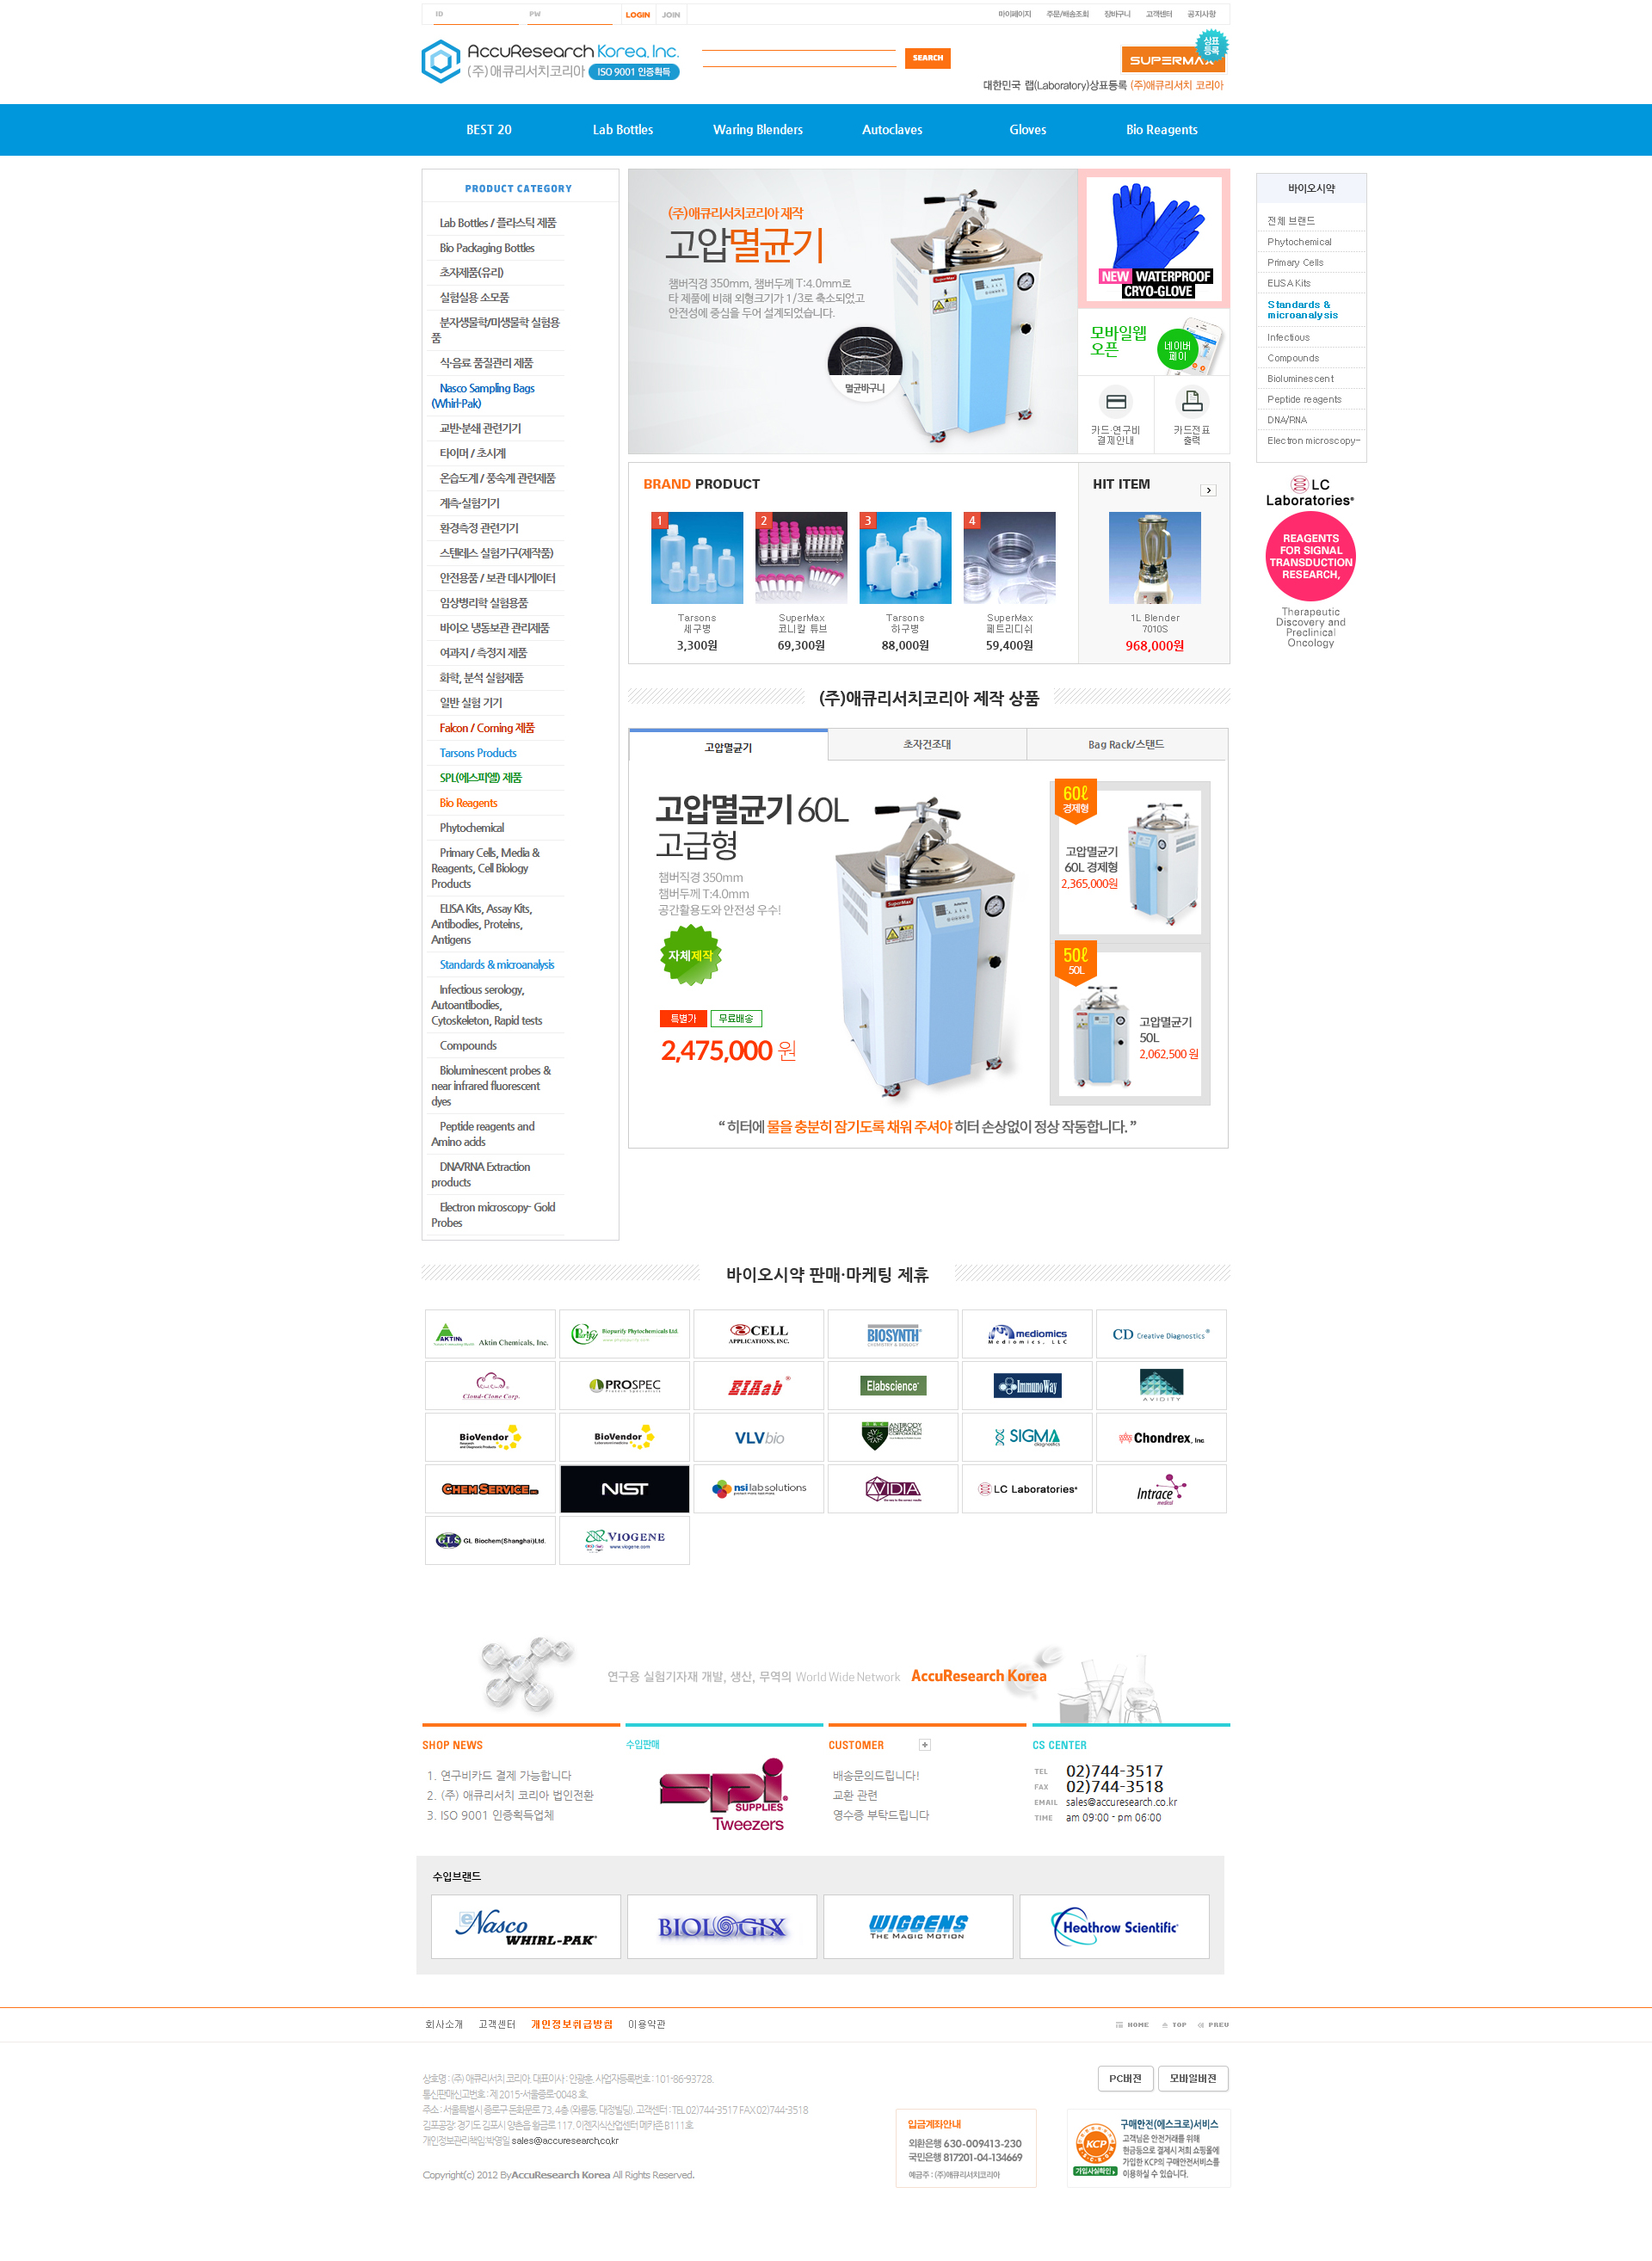 ID
PW
LOGIN
JOIN
마이페이지
주문/배송조회
장바구니
고객센터
공지사항
AccuResearch Korea, Inc.
(주)애큐리서치코리아
ISO 9001 인증획득
SEARCH
상표
등록
SUPERMAX
대한민국 랩(Laboratory)상표등록 (주)애큐리서치 코리아
BEST 20
Lab Bottles
Waring Blenders
Autoclaves
Gloves
Bio Reagents
PRODUCT CATEGORY
Lab Bottles / 플라스틱 제품
Bio Packaging Bottles
초자제품(유리)
실험실용 소모품
분자생물학/미생물학 실험용
품
식·음료 품질관리 제품
Nasco Sampling Bags
(Whirl-Pak)
교반·분쇄 관련기기
타이머 / 초시계
온습도계 / 풍속계 관련제품
계측·실험기기
환경측정 관련기기
스텐레스 실험기구(제작품)
안전용품 / 보관 데시게이터
임상병리학 실험용품
바이오 냉동보관 관리제품
여과지 / 측정지 제품
화학, 분석 실험제품
일반 실험 기기
Falcon / Corning 제품
Tarsons Products
SPL(에스피엘) 제품
Bio Reagents
Phytochemical
Primary Cells, Media &
Reagents, Cell Biology
Products
ELISA Kits, Assay Kits,
Antibodies, Proteins,
Antigens
Standards & microanalysis
Infectious serology,
Autoantibodies,
Cytoskeleton, Rapid tests
Compounds
Bioluminescent probes &
near infrared fluorescent
dyes
Peptide reagents and
Amino acids
DNA/RNA Extraction
products
Electron microscopy- Gold
Probes
(주)애큐리서치코리아 제작
고압멸균기
챔버직경 350mm, 챔버두께 T:4.0mm로
타 제품에 비해 외형크기가 1/3로 축소되었고
안전성에 중심을 두어 설계되었습니다.
멸균바구니
NEW WATERPROOF
CRYO-GLOVE
모바일웹
오픈
네이버
페이
카드·연구비
결제안내
카드전표
출력
바이오시약
전체 브랜드
Phytochemical
Primary Cells
ELISA Kits
Standards &
microanalysis
Infectious
Compounds
Bioluminescent
Peptide reagents
DNA/RNA
Electron microscopy-
LC
Laboratories®
REAGENTS
FOR SIGNAL
TRANSDUCTION
RESEARCH,
Therapeutic
Discovery and
Preclinical
Oncology
BRAND PRODUCT
HIT ITEM
1
2
3
4
Tarsons
세구병
3,300원
SuperMax
코니칼 튜브
69,300원
Tarsons
하구병
88,000원
SuperMax
페트리디쉬
59,400원
1L Blender
7010S
968,000원
(주)애큐리서치코리아 제작 상품
고압멸균기
초자건조대
Bag Rack/스탠드
고압멸균기 60L
고급형
챔버직경 350mm
챔버두께 T:4.0mm
공간활용도와 안전성 우수!
자체제작
특별가
무료배송
2,475,000 원
SuperMax
60ℓ
경제형
고압멸균기
60L 경제형
2,365,000원
50ℓ
50L
고압멸균기
50L
2,062,500 원
“ 히터에 물을 충분히 잠기도록 채워 주셔야 히터 손상없이 정상 작동합니다. ”
바이오시약 판매·마케팅 제휴
AKTIN
Aktin Chemicals, Inc.
Biopurify Phytochemicals Ltd.
CELL
APPLICATIONS, INC.
BIOSYNTH®
CHEMISTRY & BIOLOGY
mediomics
Mediomics, LLC
CD Creative Diagnostics®
Cloud-Clone Corp.
PROSPEC
EIAab®
Elabscience®
ImmunoWay
AVIDITY
BioVendor
BioVendor
VLVbio
ANTIBODY
RESEARCH
CORPORATION
SIGMA
diagnostics
Chondrex, Inc
CHEM SERVICE
NIST
nsi lab solutions
VIDIA
LC Laboratories®
Intrace
medical
GLS GL Biochem(Shanghai)Ltd.
VIOGENE
www.viogene.com
연구용 실험기자재 개발, 생산, 무역의 World Wide Network AccuResearch Korea
SHOP NEWS
1. 연구비카드 결제 가능합니다
2. (주) 애큐리서치 코리아 법인전환
3. ISO 9001 인증획득업체
수입판매
spi
SUPPLIES
Tweezers
CUSTOMER
배송문의드립니다!
교환 관련
영수증 부탁드립니다
CS CENTER
TEL 02)744-3517
FAX 02)744-3518
EMAIL sales@accuresearch.co.kr
TIME am 09:00 - pm 06:00
수입브랜드
eNasco
WHIRL-PAK®
BIOLOGIX
WIGGENS
THE MAGIC MOTION
Heathrow Scientific®
회사소개
고객센터
개인정보취급방침
이용약관
HOME
TOP
PREV
상호명 : (주) 애큐리서치 코리아, 대표이사 : 안광훈, 사업자등록번호 : 101-86-93728,
통신판매신고번호 : 제 2015-서울종로-0048 호,
주소 : 서울특별시 종로구 돈화문로 73, 4층 (와룡동, 대정빌딩), 고객센터 : TEL 02)744-3517 FAX 02)744-3518
김포공장: 경기도 김포시 양촌읍 황금로 117, 이젠지식산업센터 메카존 B111호
개인정보관리책임:박영일 sales@accuresearch.co.kr
Copyright(c) 2012 By AccuResearch Korea All Rights Reserved.
PC버젼
모바일버젼
입금계좌안내
외환은행 630-009413-230
국민은행 817201-04-134669
예금주 : (주)애큐리서치코리아
KCP
가입사실확인
구매안전(에스크로)서비스
고객님은 안전거래를 위해
현금등으로 결제시 저희 쇼핑몰에
가입한 KCP의 구매안전서비스를
이용하실 수 있습니다.